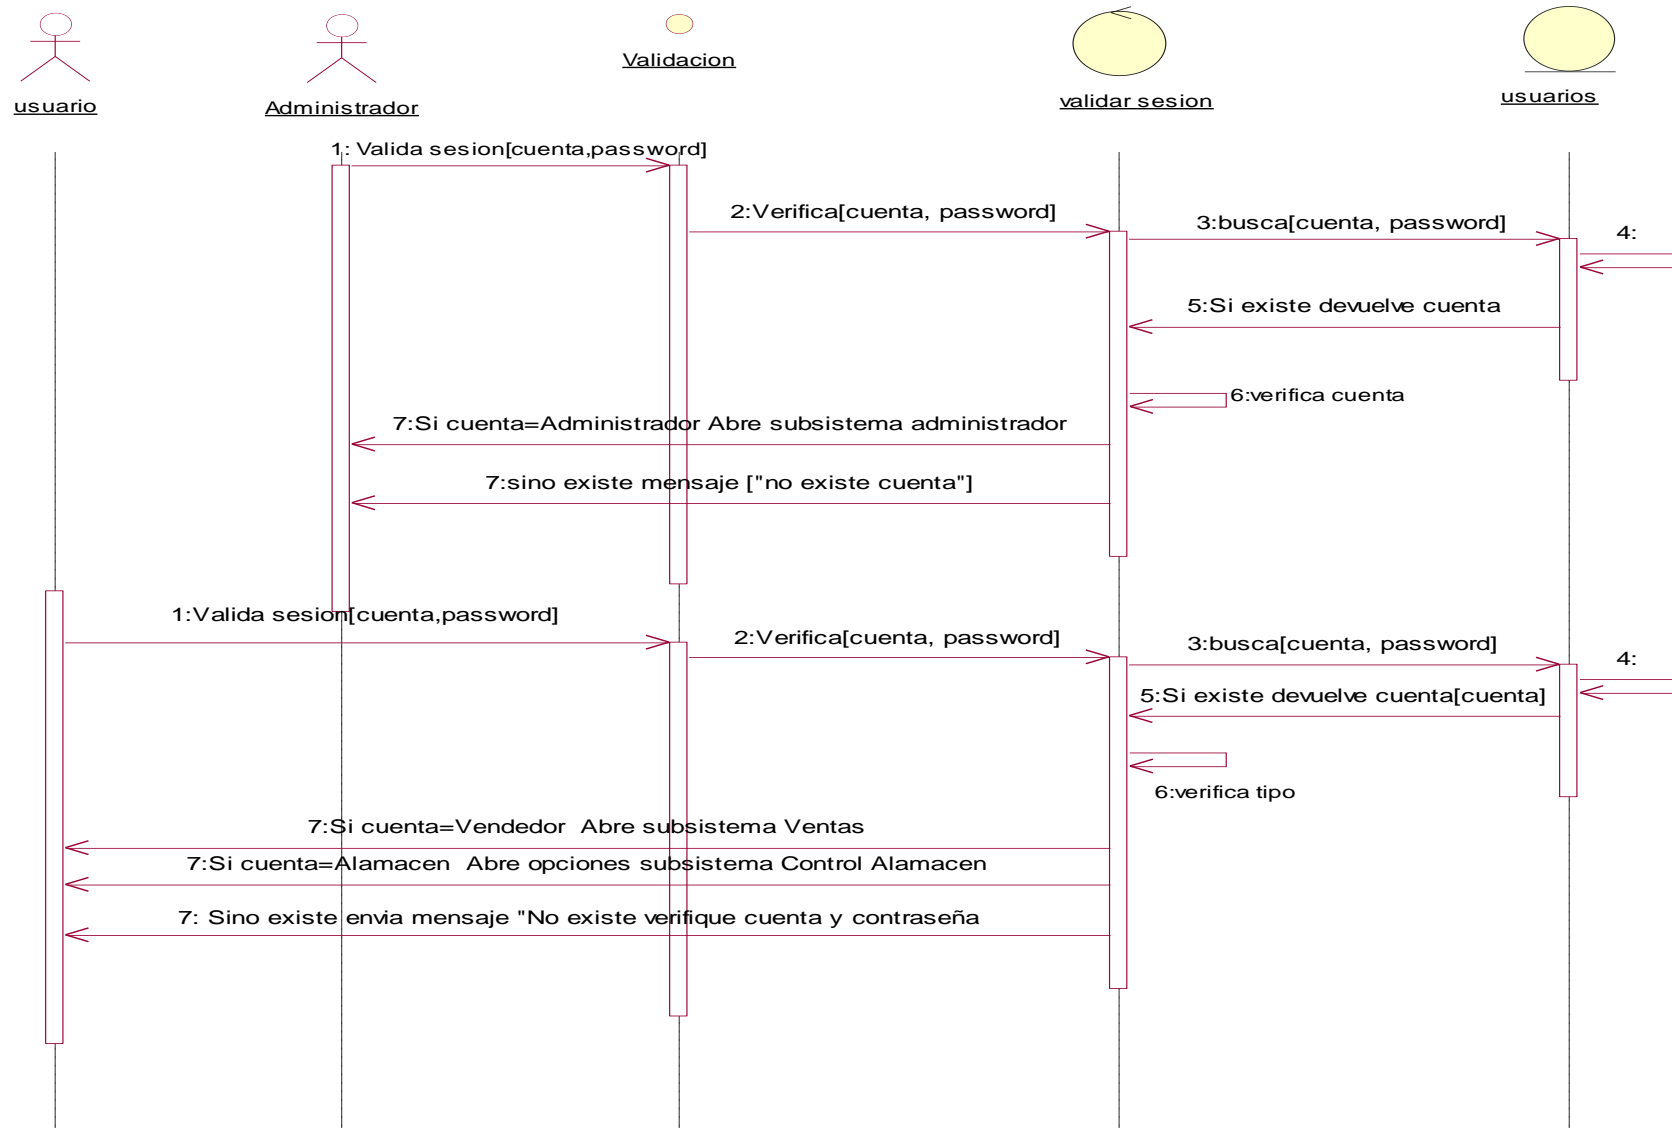 usuario
Administrador
Validacion
validar sesion
usuarios
1: Valida sesion[cuenta,password]
2:Verifica[cuenta, password]
3:busca[cuenta, password]
4:
5:Si existe devuelve cuenta
6:verifica cuenta
7:Si cuenta=Administrador Abre subsistema administrador
7:sino existe mensaje ["no existe cuenta"]
1:Valida sesion[cuenta,password]
2:Verifica[cuenta, password]
3:busca[cuenta, password]
4:
5:Si existe devuelve cuenta[cuenta]
6:verifica tipo
7:Si cuenta=Vendedor  Abre subsistema Ventas
7:Si cuenta=Alamacen  Abre opciones subsistema Control Alamacen
7: Sino existe envia mensaje "No existe verifique cuenta y contraseña